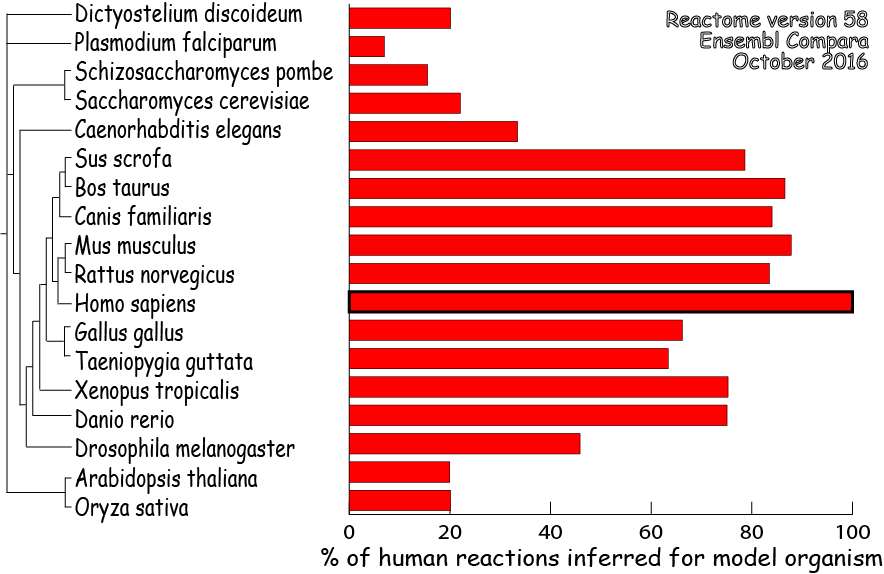 Dictyostelium discoideum
Plasmodium falciparum
Schizosaccharomyces pombe
Saccharomyces cerevisiae
Caenorhabditis elegans
Sus scrofa
Bos taurus
Canis familiaris
Mus musculus
Rattus norvegicus
Homo sapiens
Gallus gallus
Taeniopygia guttata
Xenopus tropicalis
Danio rerio
Drosophila melanogaster
Arabidopsis thaliana
Oryza sativa
Reactome version 58
Ensembl Compara
October 2016
0 20 40 60 80 100
% of human reactions inferred for model organism